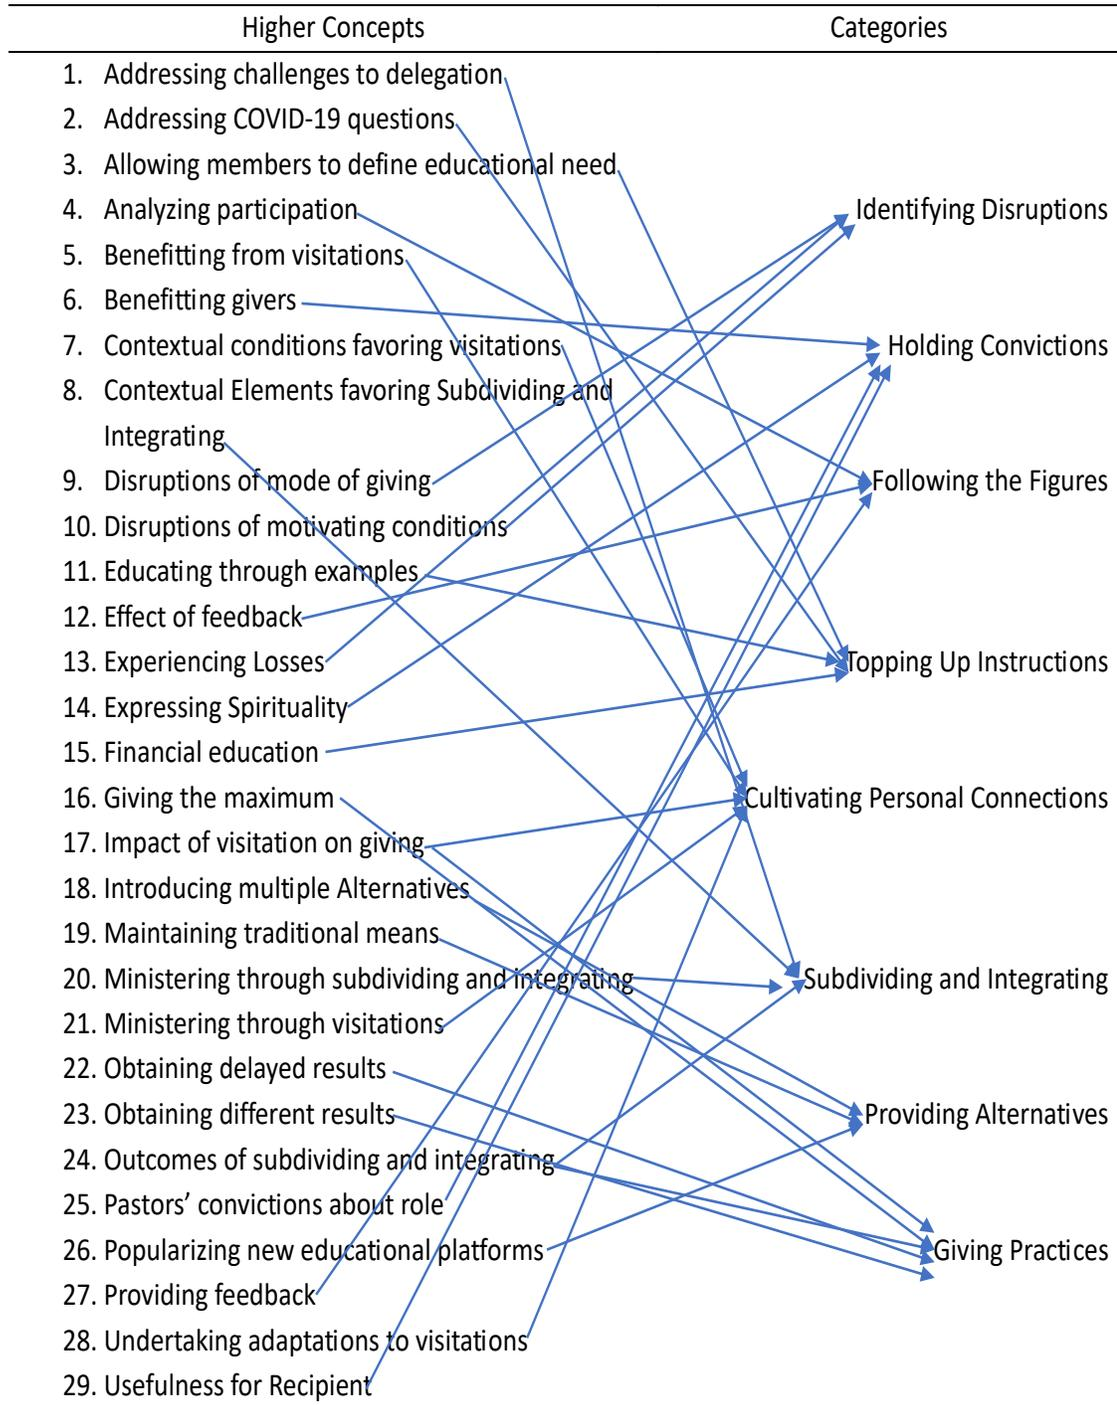 Higher Concepts Categories
1. Addressing challenges to delegation
2. Addressing COVID-19 questions
3. Allowing members to define educational need
4. Analyzing participation
5. Benefitting from visitations
6. Benefitting givers
7. Contextual conditions favoring visitations
8. Contextual Elements favoring Subdividing and
Integrating
9. Disruptions of mode of giving
10. Disruptions of motivating conditions
11. Educating through examples
12. Effect of feedback
13. Experiencing Losses
14. Expressing Spirituality
15. Financial education
16. Giving the maximum
17. Impact of visitation on giving
18. Introducing multiple Alternatives
19. Maintaining traditional means
20. Ministering through subdividing and integrating
21. Ministering through visitations
22. Obtaining delayed results
23. Obtaining different results
24. Outcomes of subdividing and integrating
25. Pastors’ convictions about role
26. Popularizing new educational platforms
27. Providing feedback
28. Undertaking adaptations to visitations
29. Usefulness for Recipient
Identifying Disruptions
Holding Convictions
Following the Figures
Topping Up Instructions
Cultivating Personal Connections
Subdividing and Integrating
Providing Alternatives
Giving Practices